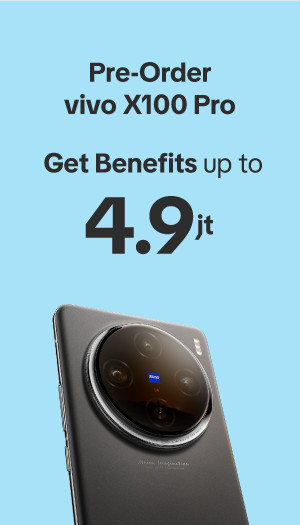 Pre-Order
vivo X100 Pro
Get Benefits up to
4.9jt
ZEISS